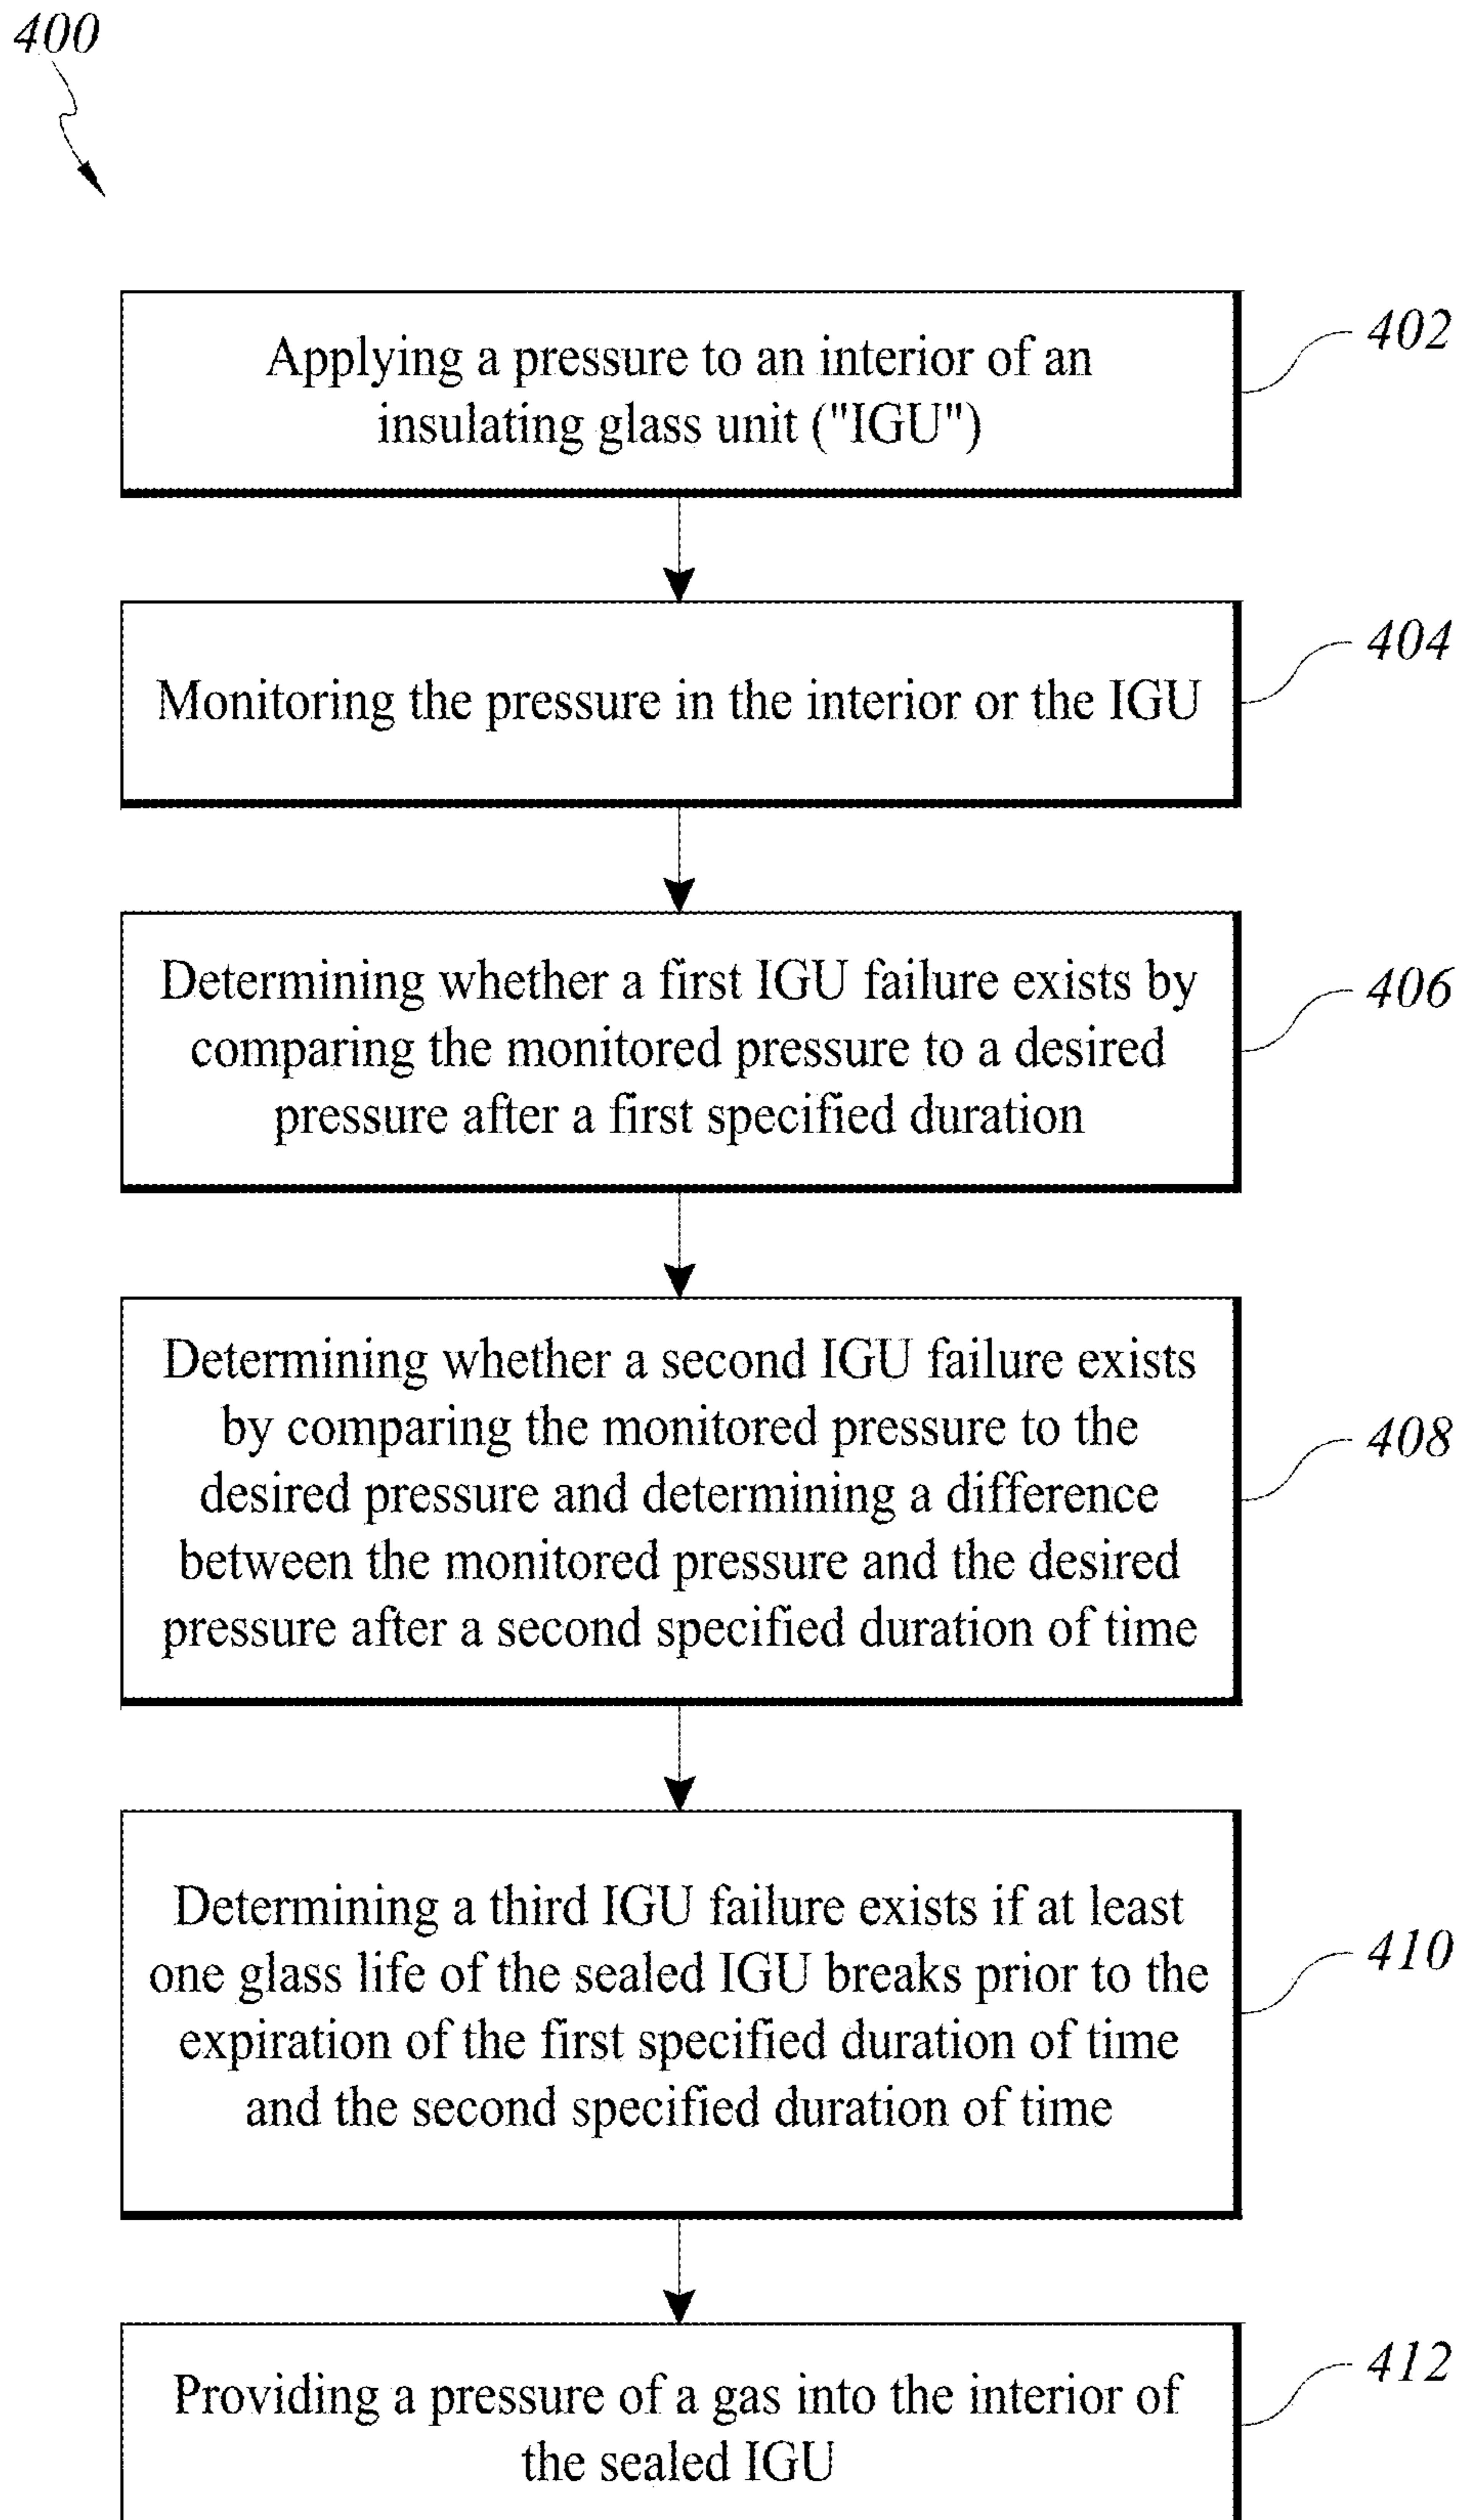 400
Applying a pressure to an interior of an
insulating glass unit ("IGU")
402
Monitoring the pressure in the interior or the IGU
404
Determining whether a first IGU failure exists by
comparing the monitored pressure to a desired
pressure after a first specified duration
406
Determining whether a second IGU failure exists
by comparing the monitored pressure to the
desired pressure and determining a difference
between the monitored pressure and the desired
pressure after a second specified duration of time
408
Determining a third IGU failure exists if at least
one glass life of the sealed IGU breaks prior to the
expiration of the first specified duration of time
and the second specified duration of time
410
Providing a pressure of a gas into the interior of
the sealed IGU
412